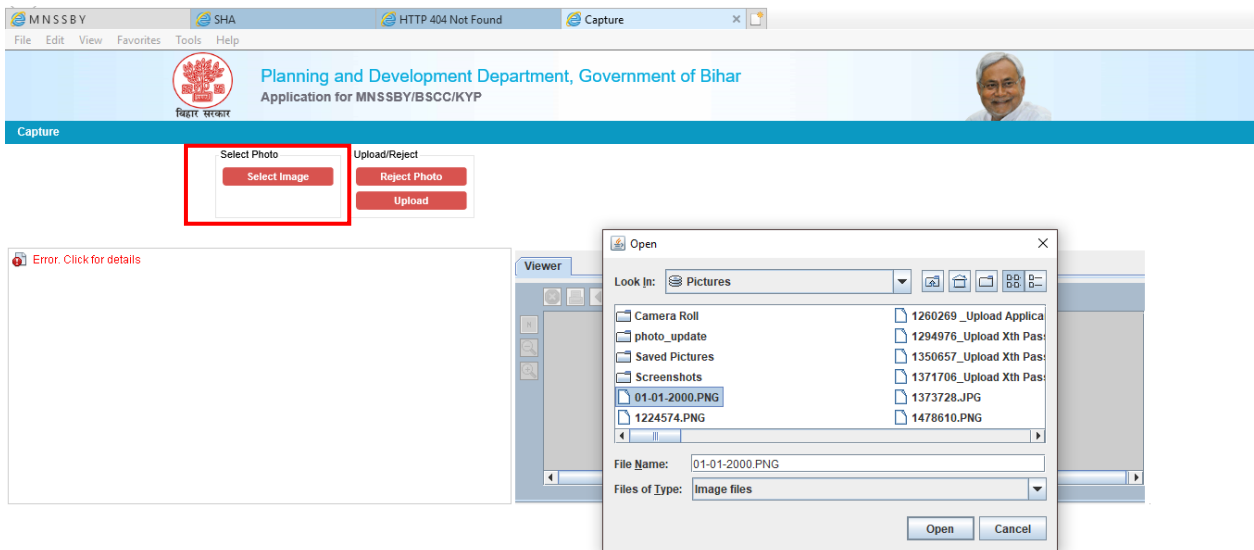 MNSSBY
SHA
HTTP 404 Not Found
Capture
File Edit View Favorites Tools Help
Planning and Development Department, Government of Bihar
Application for MNSSBY/BSCC/KYP
बिहार सरकार
Capture
Select Photo
Select Image
Upload/Reject
Reject Photo
Upload
Error. Click for details
Viewer
Open
Look In: Pictures
Camera Roll
photo_update
Saved Pictures
Screenshots
01-01-2000.PNG
1224574.PNG
1260269 _Upload Applica
1294976_Upload Xth Pas
1350657_Upload Xth Pas
1371706_Upload Xth Pas
1373728.JPG
1478610.PNG
File Name: 01-01-2000.PNG
Files of Type: Image files
Open Cancel